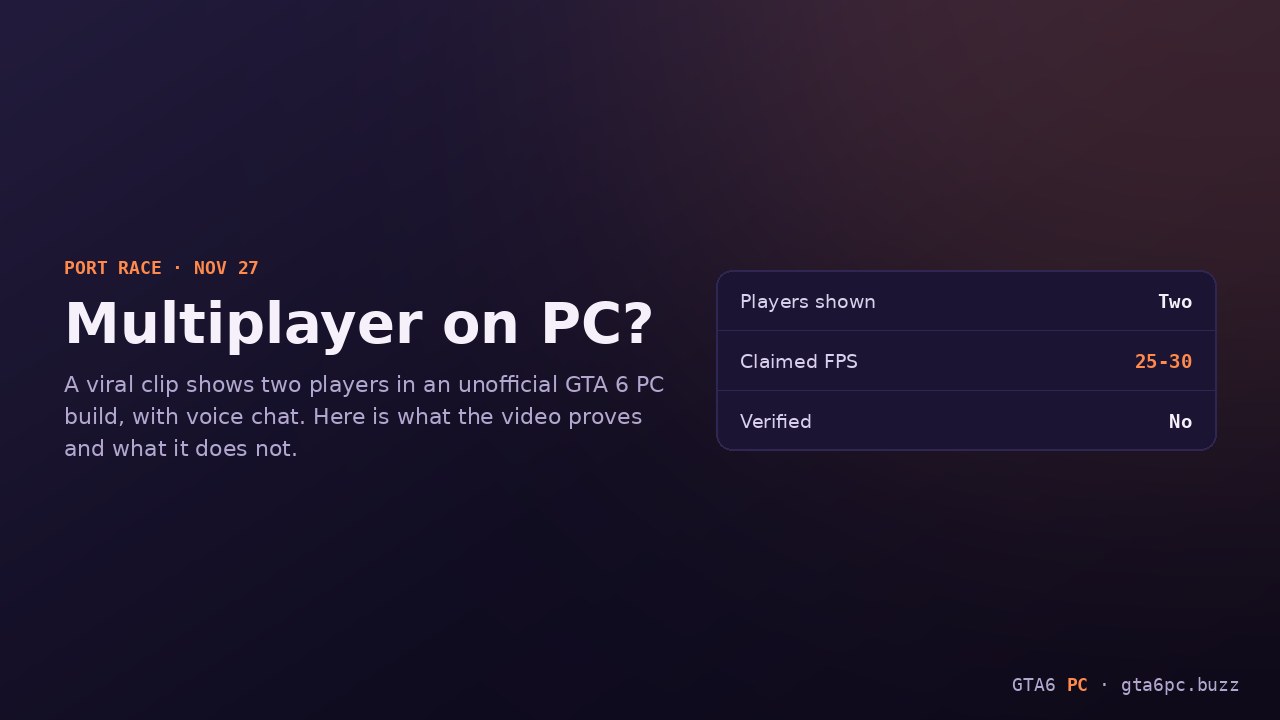 PORT RACE · NOV 27
Multiplayer on PC?
A viral clip shows two players in an unofficial GTA 6 PC
build, with voice chat. Here is what the video proves
and what it does not.
Players shown Two
Claimed FPS 25-30
Verified No
GTA6 PC · gta6pc.buzz